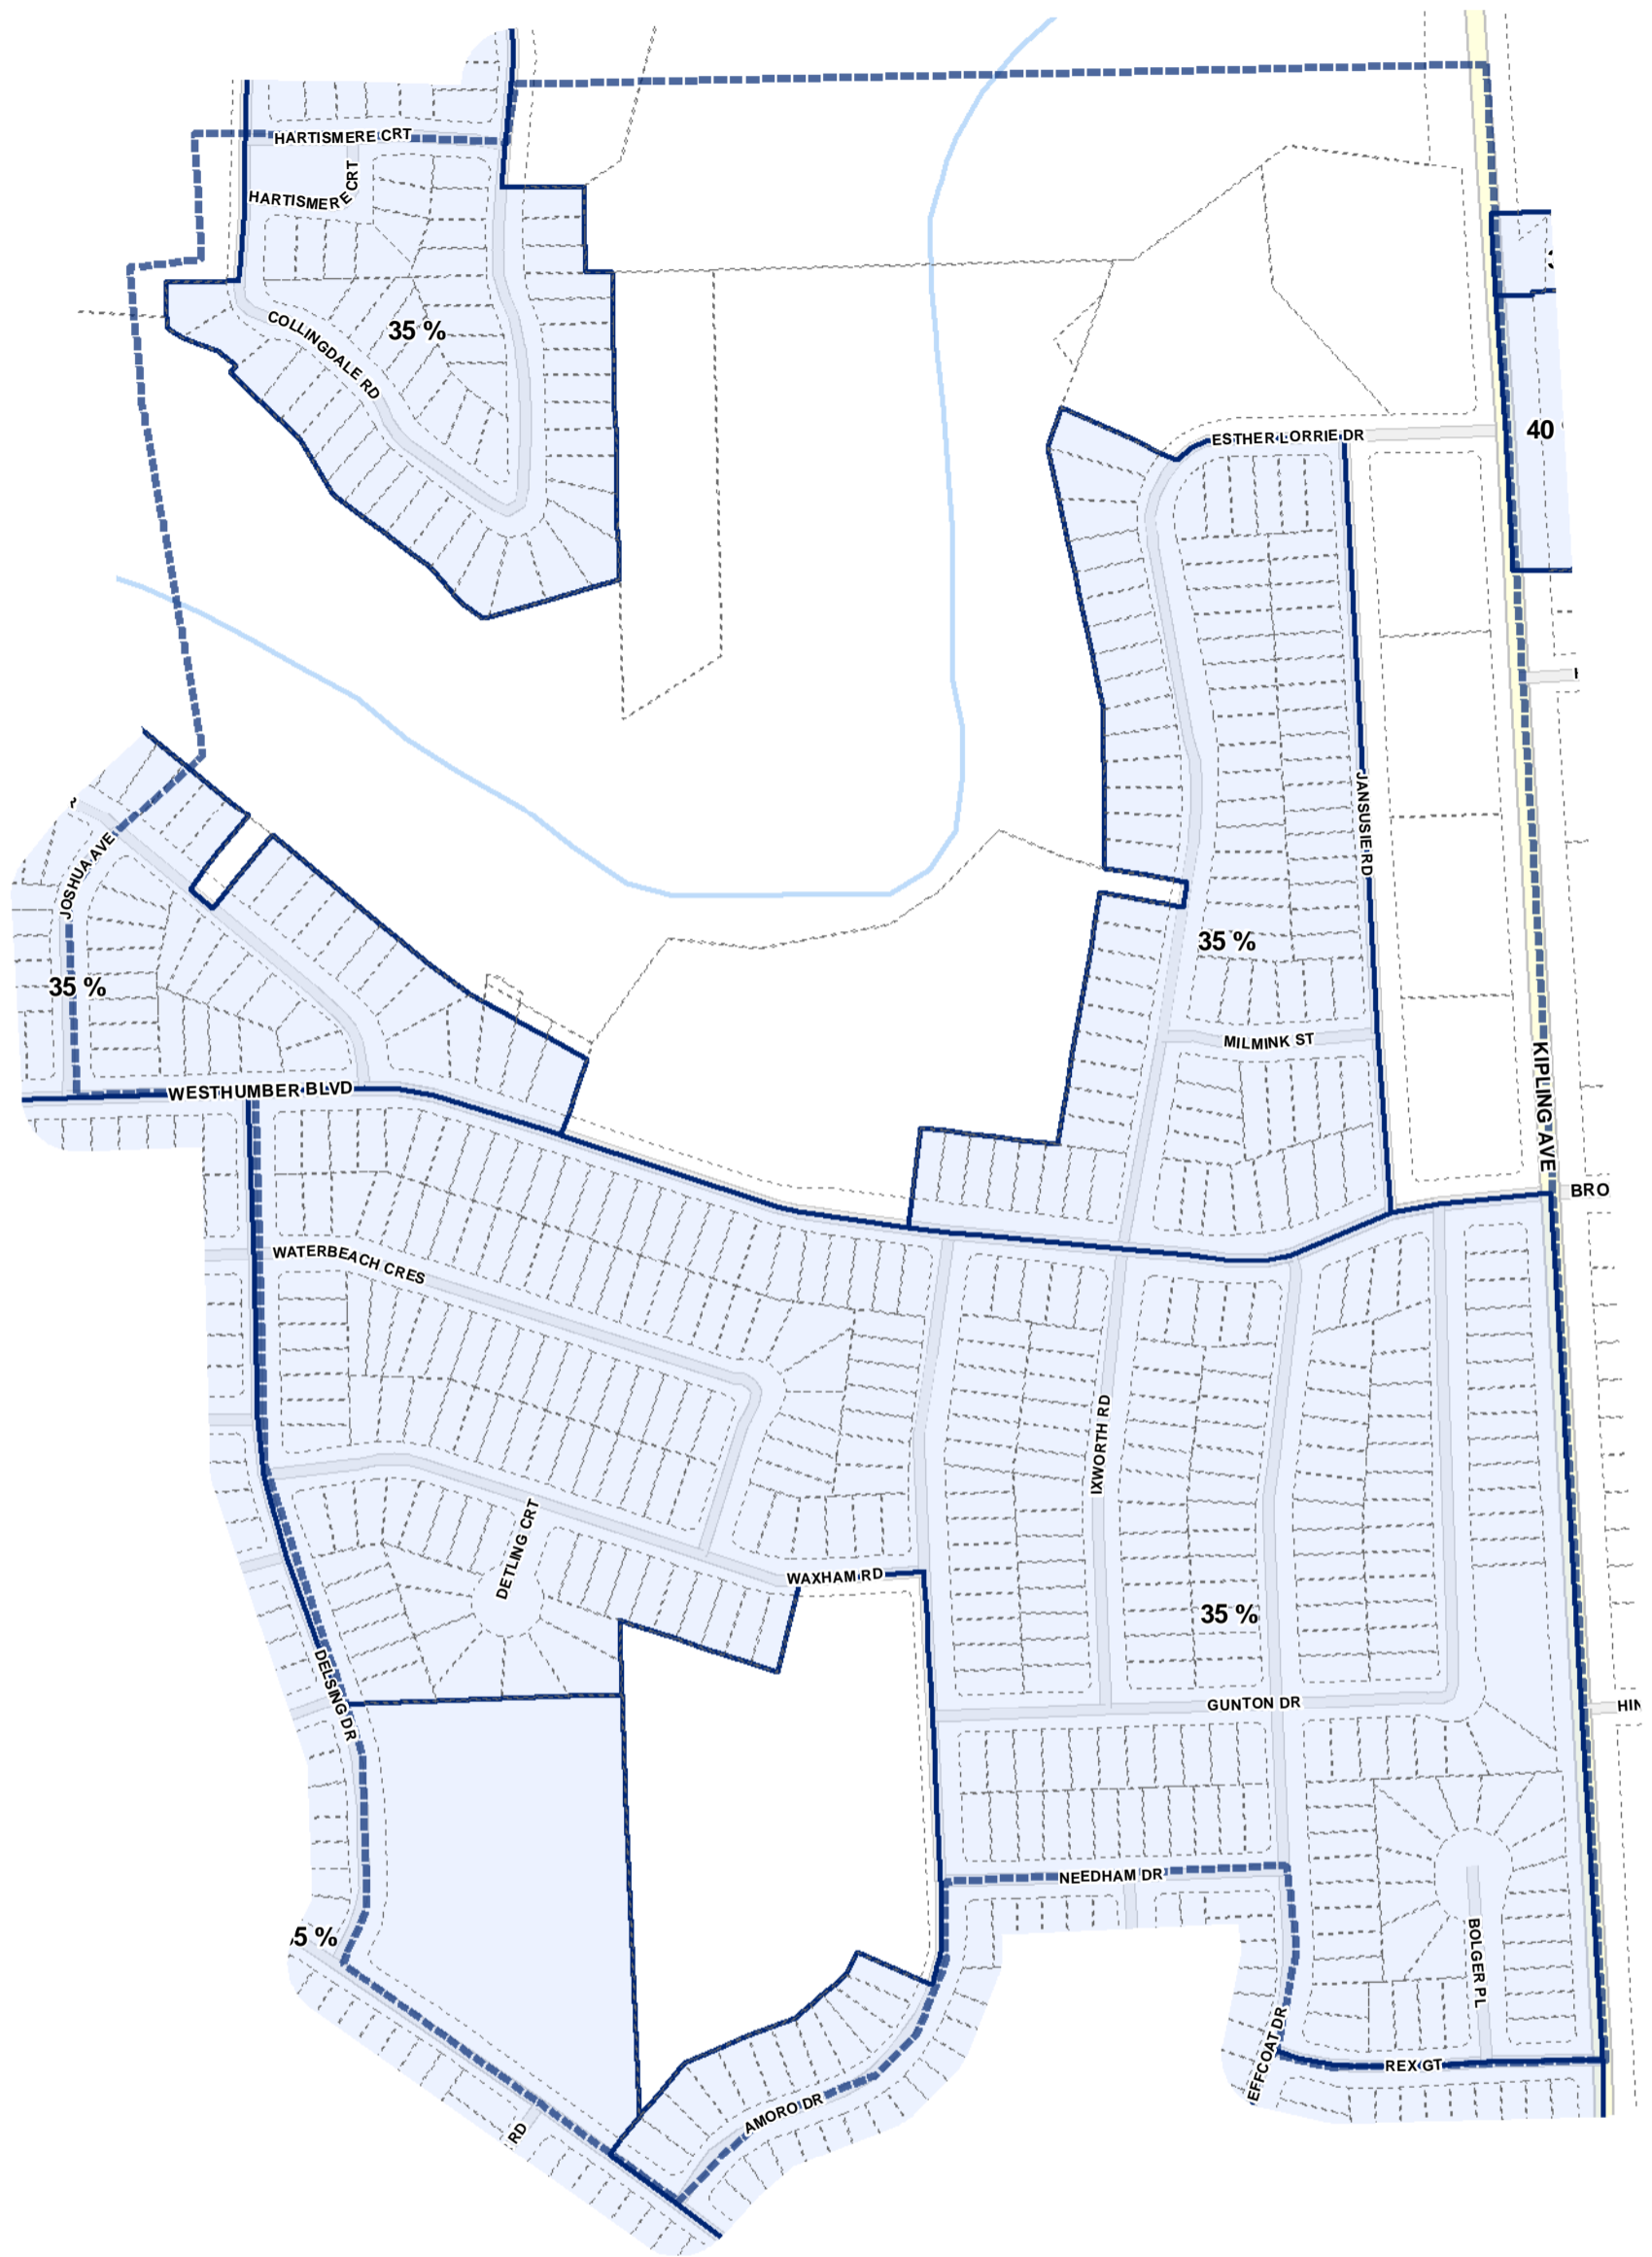 HARTISMERE CRT
HARTISMERE CRT
COLLINGDALE RD
35 %
40
ESTHER LORRIE DR
JANSUSIE RD
JOSHUA AVE
35 %
35 %
MILMINK ST
KIPLING AVE
WESTHUMBER BLVD
BRO
WATERBEACH CRES
IXWORTH RD
DETLING CRT
WAXHAM RD
35 %
DELSING DR
GUNTON DR
HIN
NEEDHAM DR
5 %
BOLGER PL
EFFCOAT DR
REX GT
AMORO DR
RD